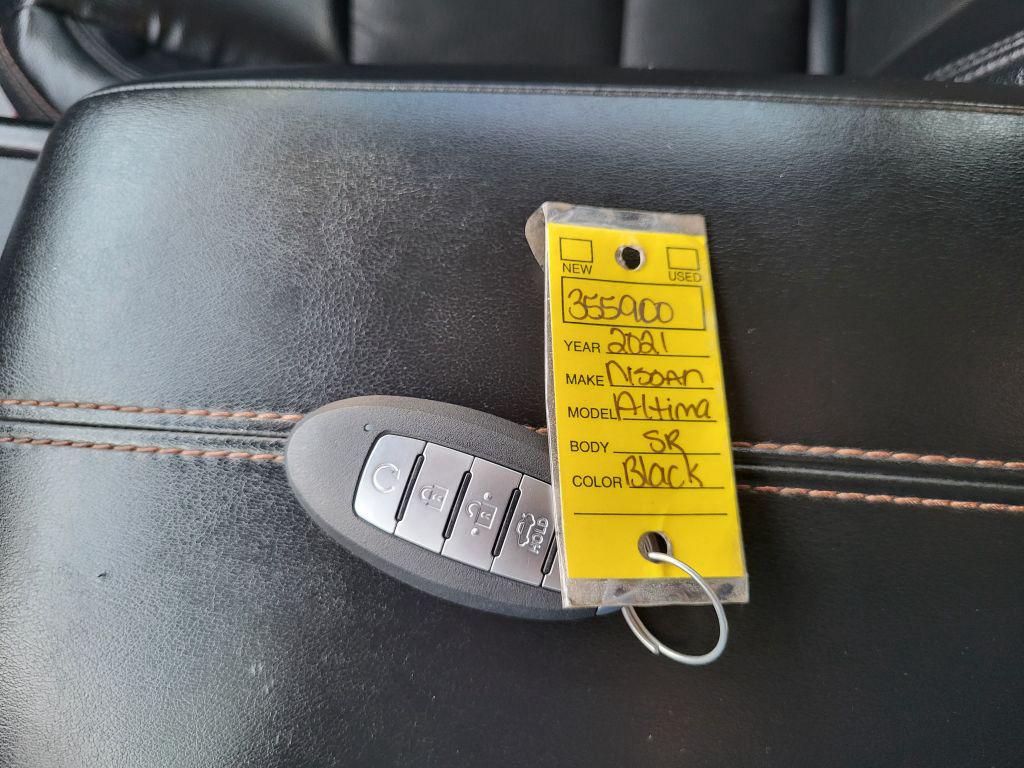 NEW USED
355900
YEAR 2021
MAKE Nissan
MODEL Altima
BODY SR
COLOR Black
HOLD